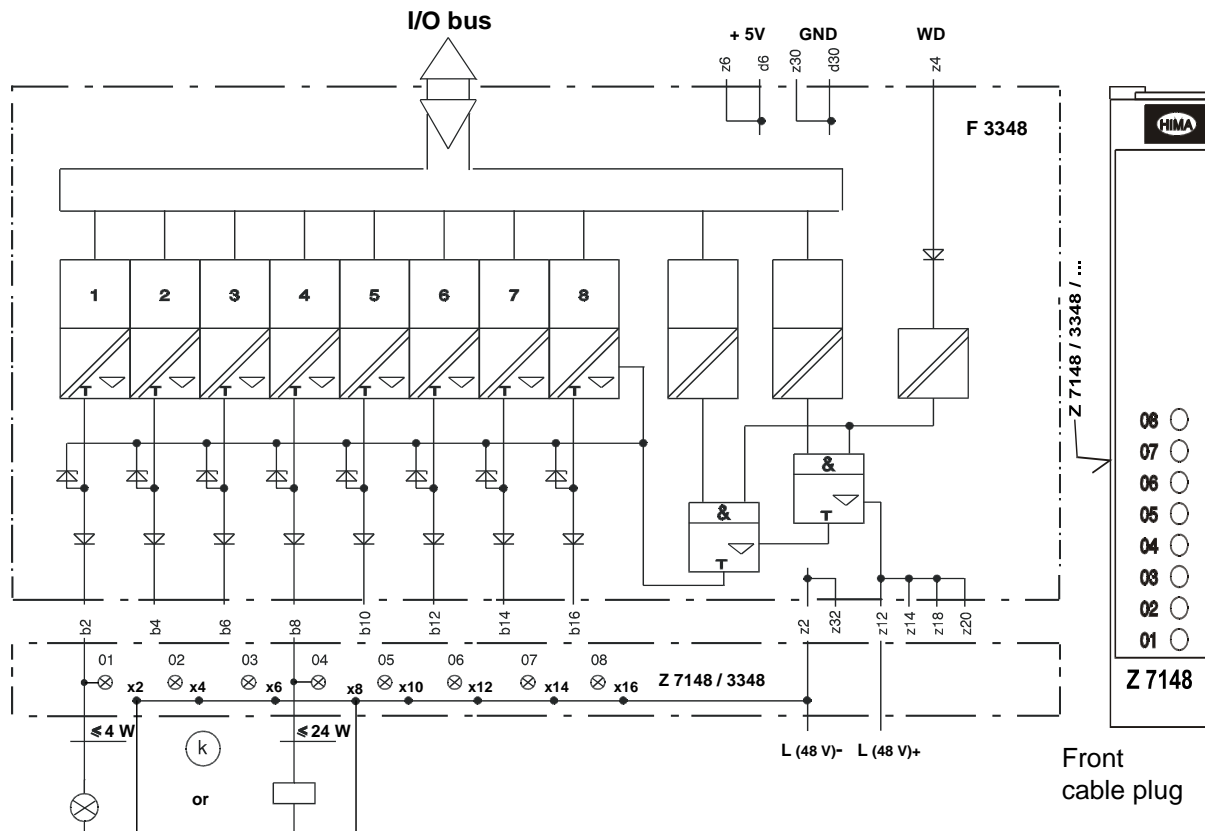 I/O bus
+ 5V GND WD
z6 d6 z30 d30 z4
F 3348
HIMA
1 2 3 4 5 6 7 8
Z 7148 / 3348 / ...
&
T T T T T T T T
&
T
T
08
07
06
05
04
03
02
01
b2 b4 b6 b8 b10 b12 b14 b16 z2 z32 z12 z14 z18 z20
01 02 03 04 05 06 07 08
Z 7148 / 3348
x2 x4 x6 x8 x10 x12 x14 x16
Z 7148
≤ 4 W k ≤ 24 W
L (48 V)- L (48 V)+
or
Front
cable plug